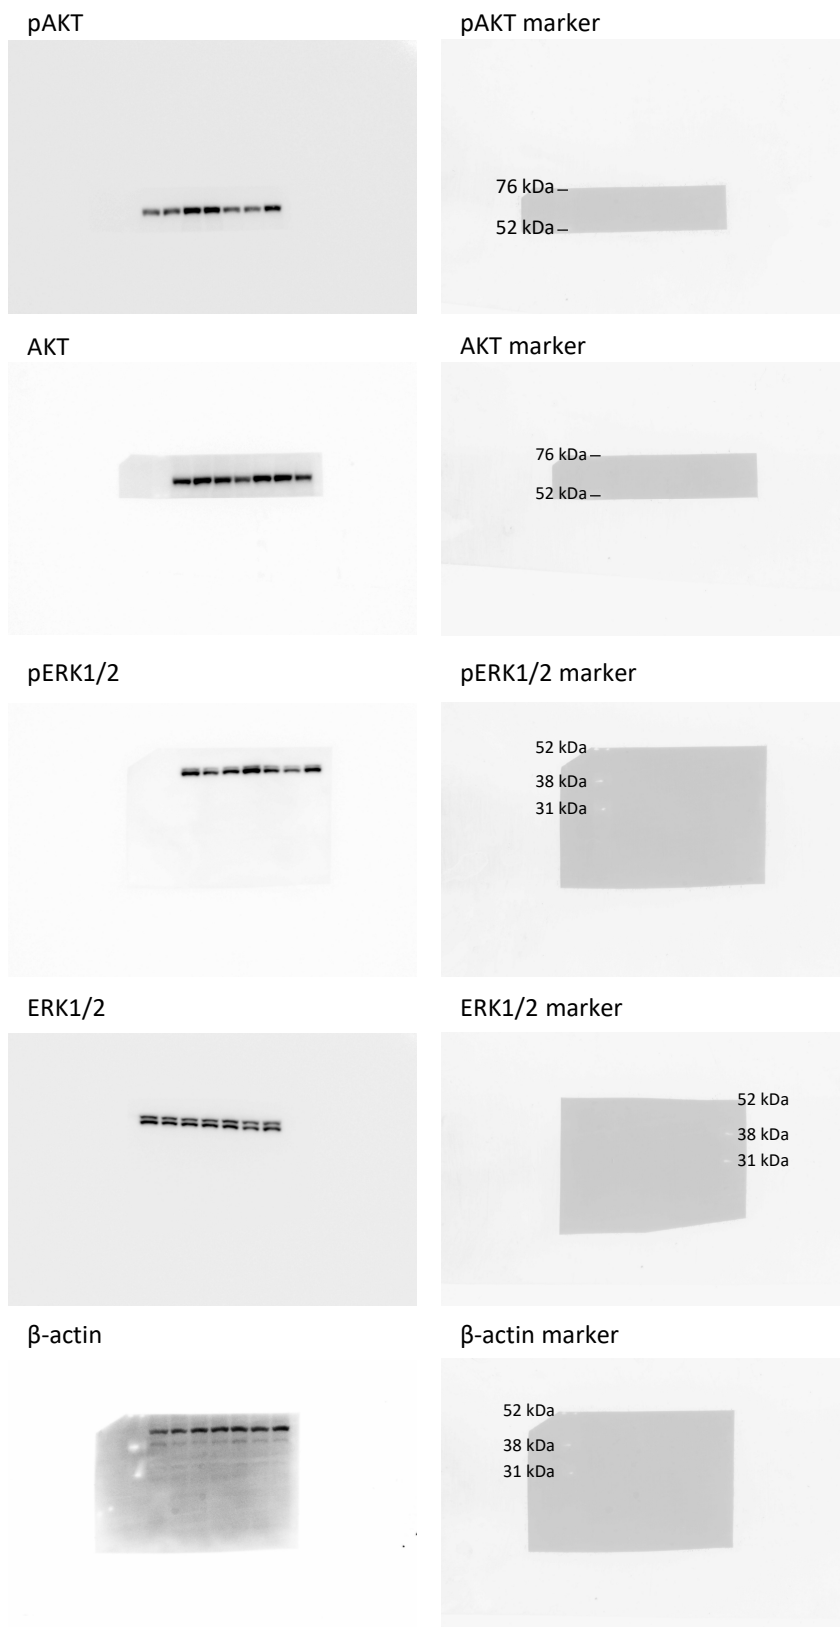 pAKT
pAKT marker
76 kDa
52 kDa
AKT
AKT marker
76 kDa
52 kDa
pERK1/2
pERK1/2 marker
52 kDa
38 kDa
31 kDa
ERK1/2
ERK1/2 marker
52 kDa
38 kDa
31 kDa
β-actin
β-actin marker
52 kDa
38 kDa
31 kDa